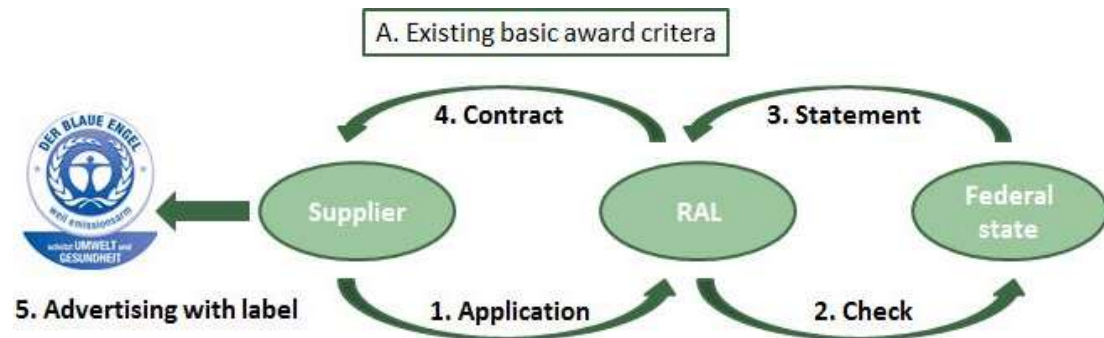 A. Existing basic award critera
4. Contract
3. Statement
DER BLAUE ENGEL
weil emissionsarm
schützt UMWELT und
GESUNDHEIT
Supplier
RAL
Federal
state
5. Advertising with label
1. Application
2. Check